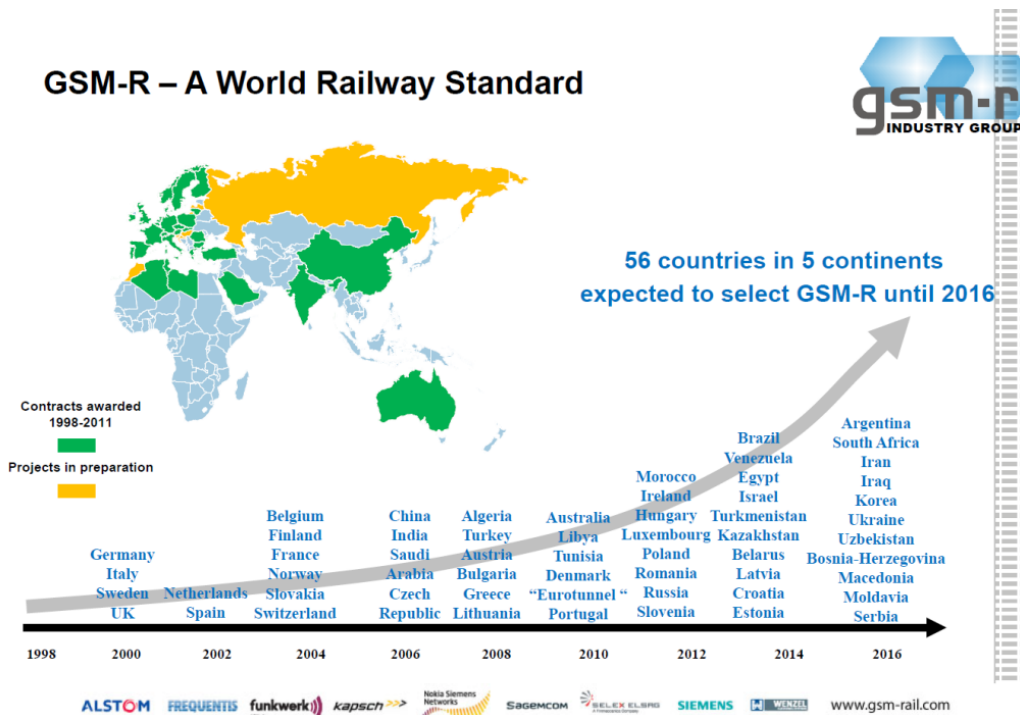 GSM-R – A World Railway Standard
gsm-r
INDUSTRY GROUP
56 countries in 5 continents
expected to select GSM-R until 2016
Contracts awarded
1998-2011
Projects in preparation
Germany
Italy
Sweden
UK
Netherlands
Spain
Belgium
Finland
France
Norway
Slovakia
Switzerland
China
India
Saudi
Arabia
Czech
Republic
Algeria
Turkey
Austria
Bulgaria
Greece
Lithuania
Australia
Libya
Tunisia
Denmark
“Eurotunnel “
Portugal
Morocco
Ireland
Hungary
Luxembourg
Poland
Romania
Russia
Slovenia
Brazil
Venezuela
Egypt
Israel
Turkmenistan
Kazakhstan
Belarus
Latvia
Croatia
Estonia
Argentina
South Africa
Iran
Iraq
Korea
Ukraine
Uzbekistan
Bosnia-Herzegovina
Macedonia
Moldavia
Serbia
1998 2000 2002 2004 2006 2008 2010 2012 2014 2016
ALSTOM
FREQUENTIS
funkwerk
kapsch
Nokia Siemens
Networks
SAGEMCOM
SELEX ELSAG
SIEMENS
WENZEL
www.gsm-rail.com